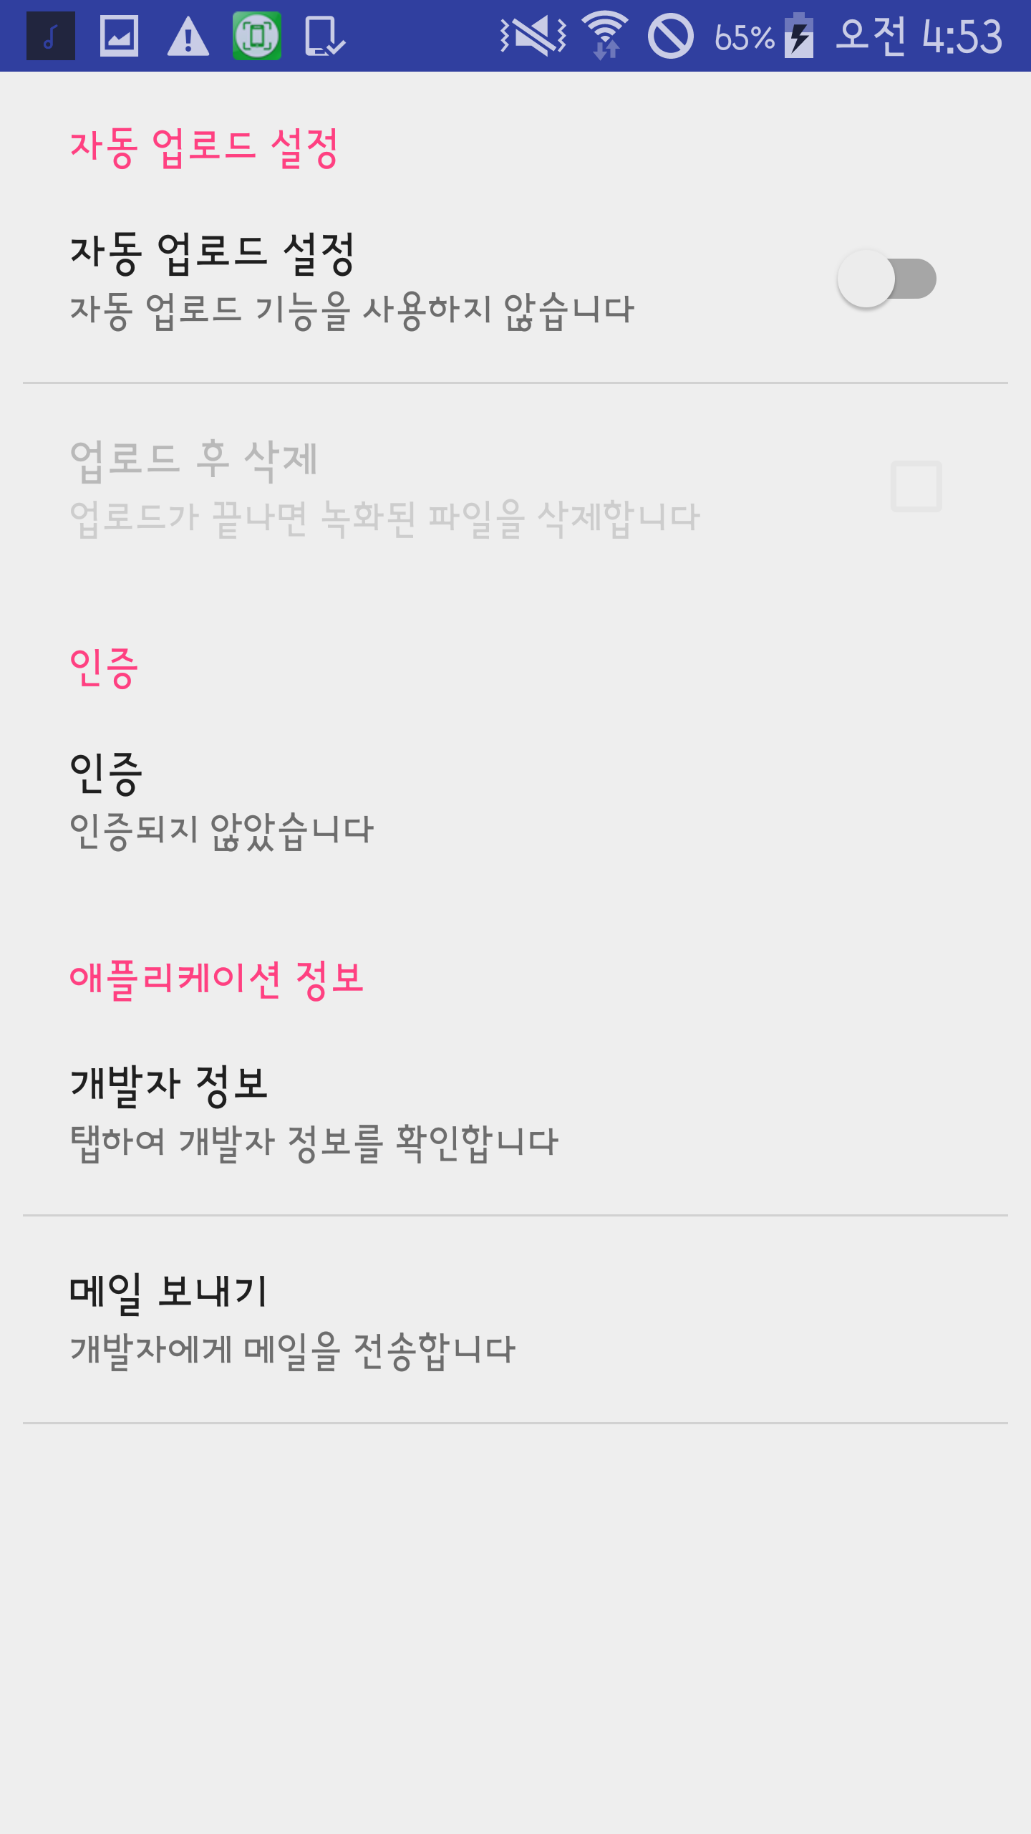 65% 오전 4:53
자동 업로드 설정
자동 업로드 설정
자동 업로드 기능을 사용하지 않습니다
업로드 후 삭제
업로드가 끝나면 녹화된 파일을 삭제합니다
인증
인증
인증되지 않았습니다
애플리케이션 정보
개발자 정보
탭하여 개발자 정보를 확인합니다
메일 보내기
개발자에게 메일을 전송합니다